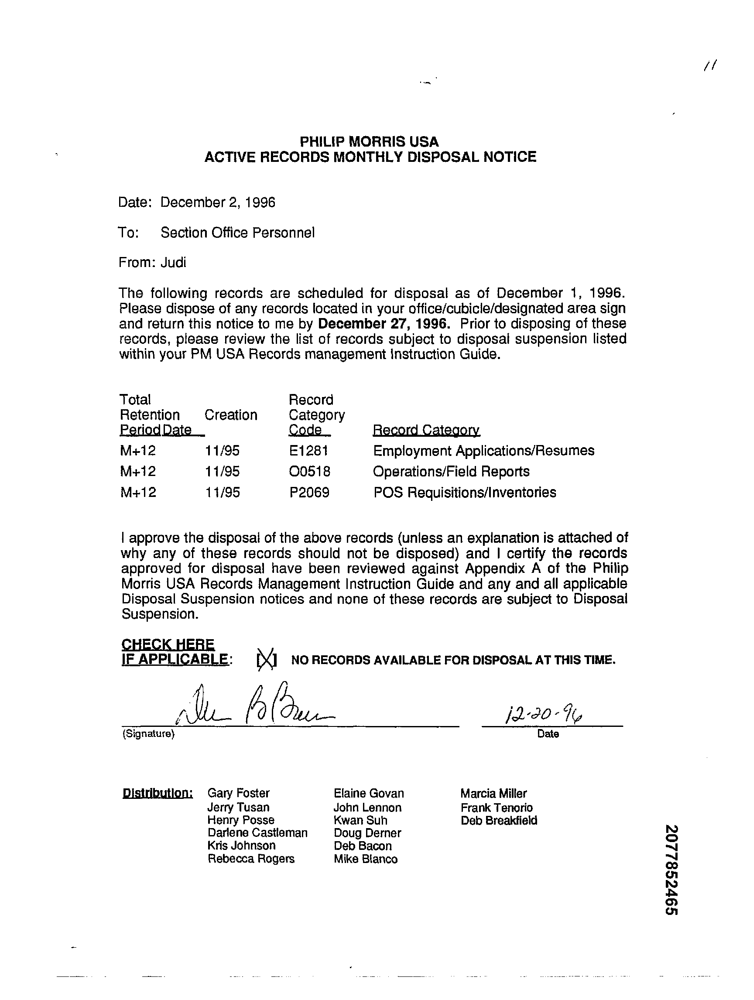 11
PHILIP MORRIS USA
ACTIVE RECORDS MONTHLY DISPOSAL NOTICE
Date: December 2, 1996
To: Section Office Personnel
From: Judi
The following records are scheduled for disposal as of December 1, 1996.
Please dispose of any records located in your office/cubicle/designated area sign
and return this notice to me by December 27, 1996. Prior to disposing of these
records, please review the list of records subject to disposal suspension listed
within your PM USA Records management Instruction Guide.
Total Record
Retention Creation Category
Period Date Code Record Category
M+12 11/95 E1281 Employment Applications/Resumes
M+12 11/95 O0518 Operations/Field Reports
M+12 11/95 P2069 POS Requisitions/Inventories
I approve the disposal of the above records (unless an explanation is attached of
why any of these records should not be disposed) and I certify the records
approved for disposal have been reviewed against Appendix A of the Philip
Morris USA Records Management Instruction Guide and any and all applicable
Disposal Suspension notices and none of these records are subject to Disposal
Suspension.
CHECK HERE
IF APPLICABLE: [X] NO RECORDS AVAILABLE FOR DISPOSAL AT THIS TIME.
12-20-96
(Signature) Date
Distribution: Gary Foster Elaine Govan Marcia Miller
Jerry Tusan John Lennon Frank Tenorio
Henry Posse Kwan Suh Deb Breakfield
Darlene Castleman Doug Derner
Kris Johnson Deb Bacon
Rebecca Rogers Mike Blanco
2077852465